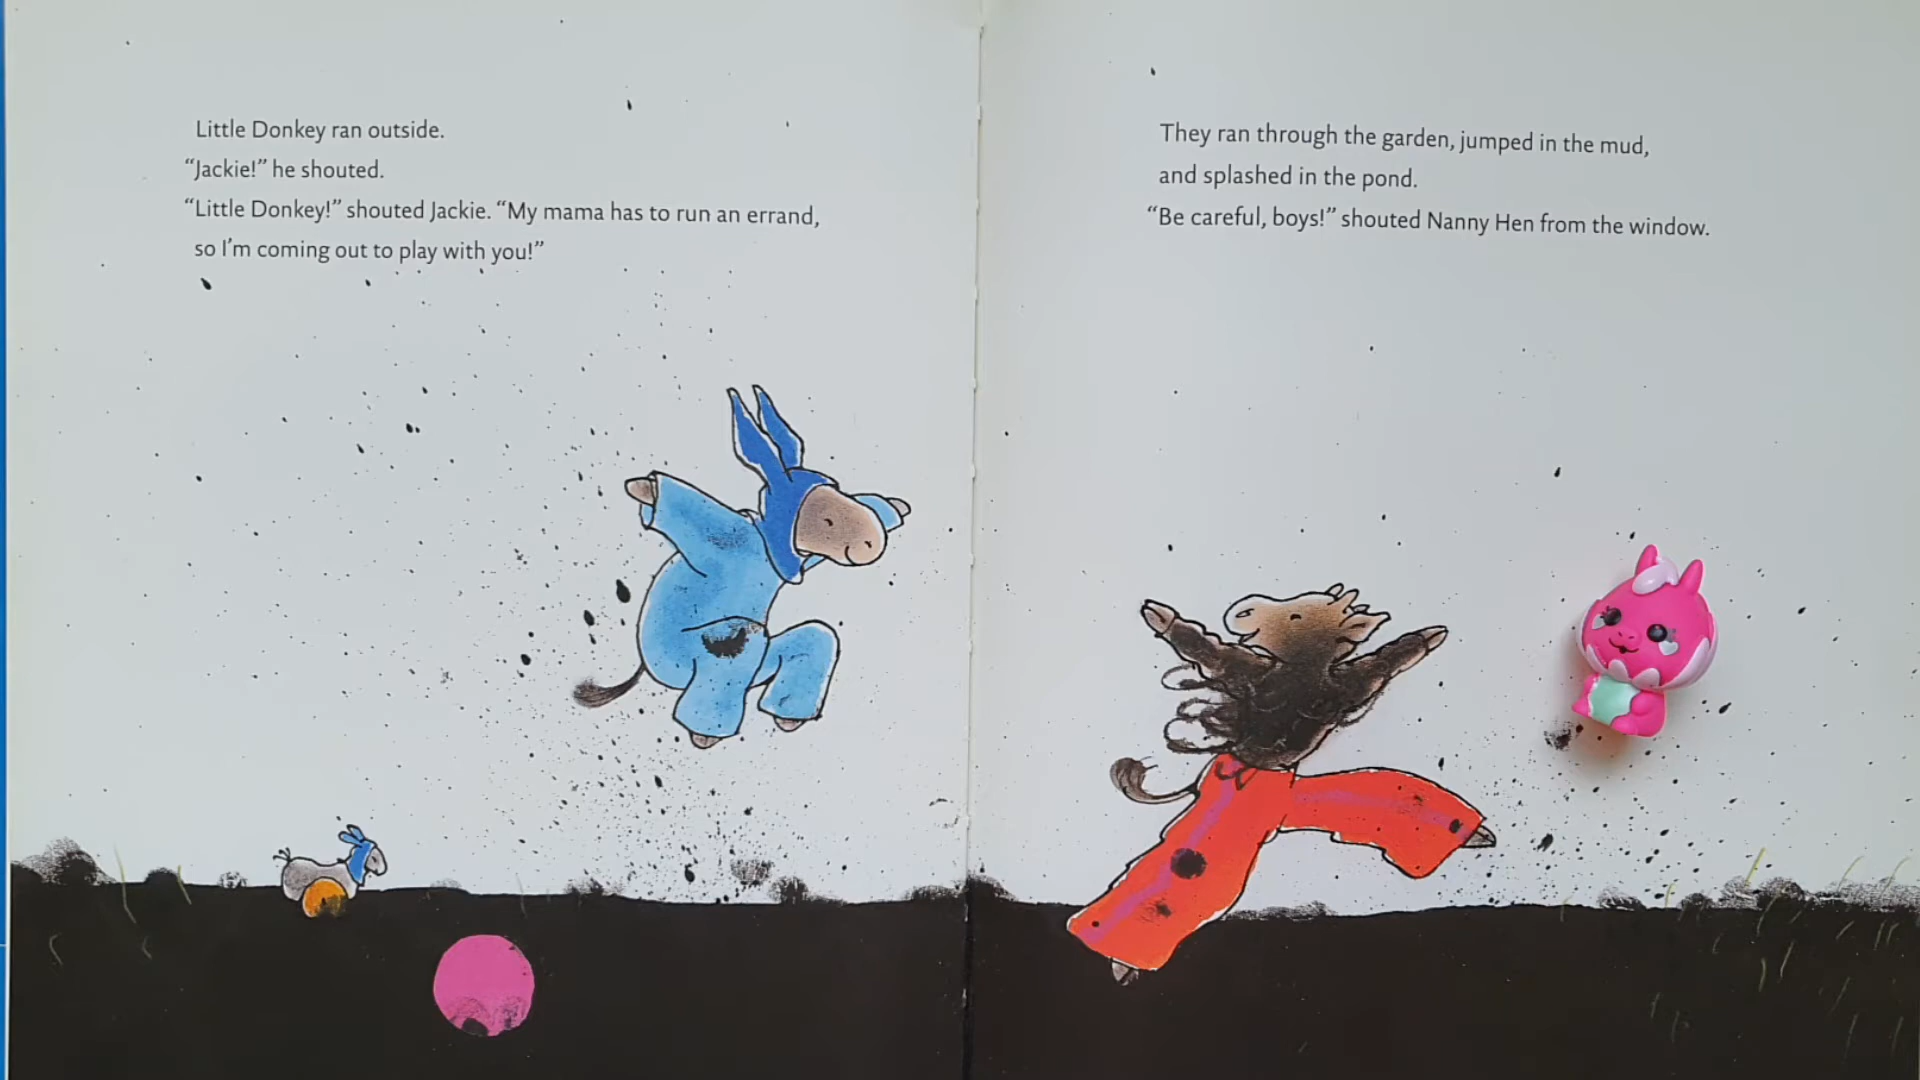 Little Donkey ran outside.
“Jackie!” he shouted.
“Little Donkey!” shouted Jackie. “My mama has to run an errand,
so I’m coming out to play with you!”
They ran through the garden, jumped in the mud,
and splashed in the pond.
“Be careful, boys!” shouted Nanny Hen from the window.